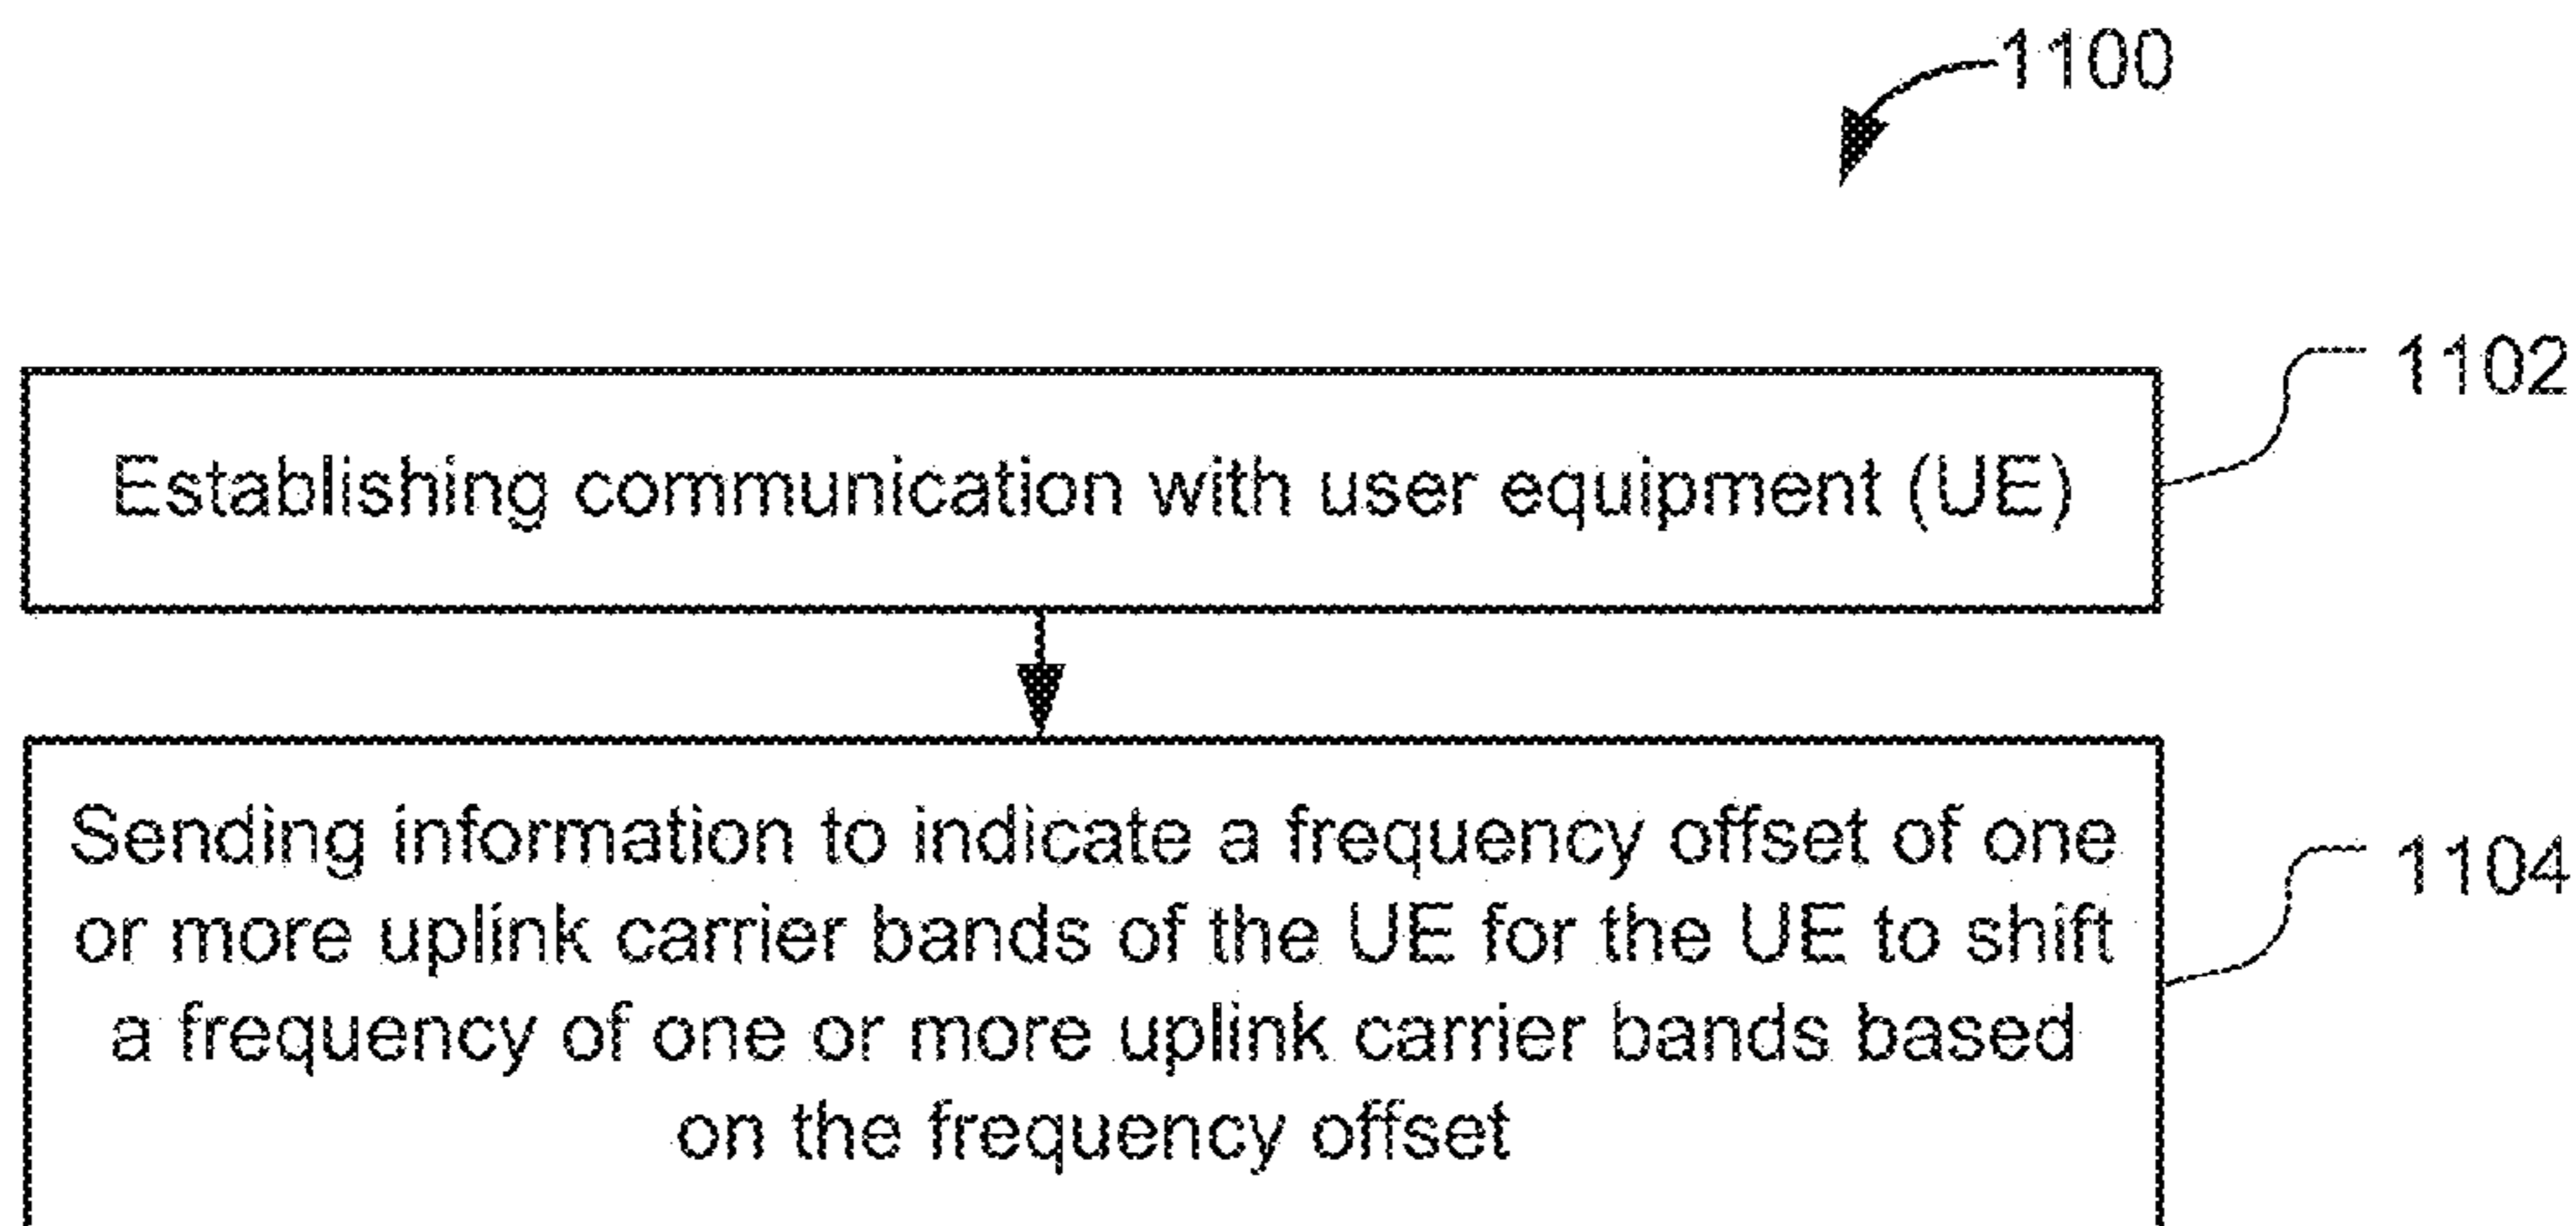 1100
1102
Establishing communication with user equipment (UE)
Sending information to indicate a frequency offset of one
1104
or more uplink carrier bands of the UE for the UE to shift
a frequency of one or more uplink carrier bands based
on the frequency offset